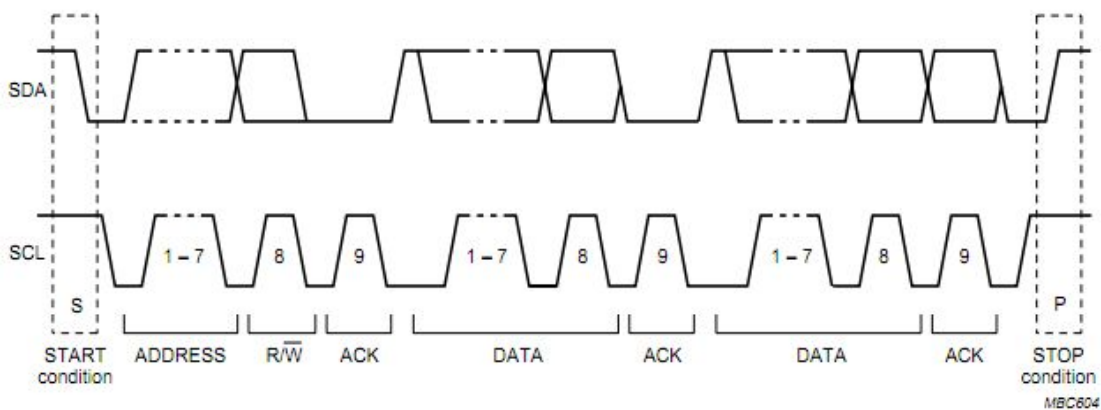 SDA
SCL
1 – 7
8
9
1 – 7
8
9
1 – 7
8
9
S
P
START
condition
ADDRESS
R/W̅
ACK
DATA
ACK
DATA
ACK
STOP
condition
MBC604